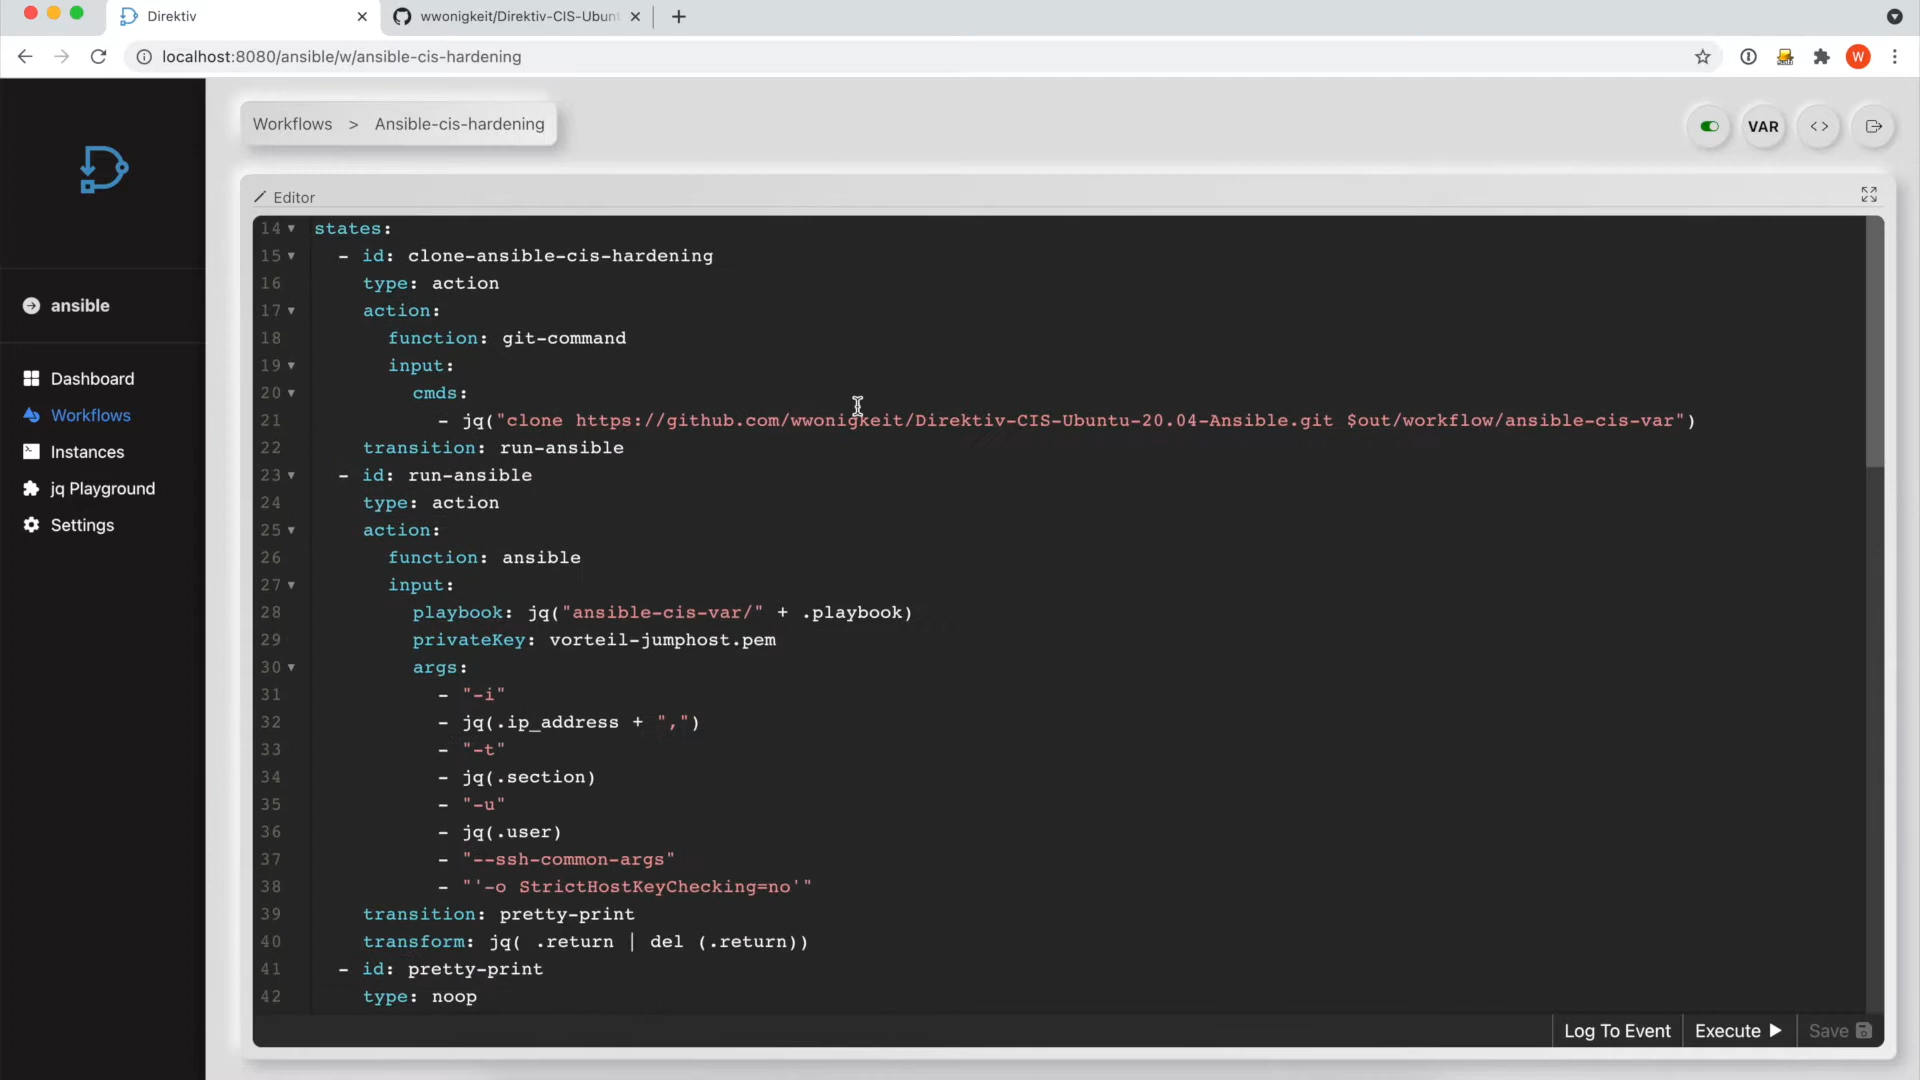 Direktiv
wwonigkeit/Direktiv-CIS-Ubun
localhost:8080/ansible/w/ansible-cis-hardening
W
Workflows > Ansible-cis-hardening
VAR
<>
ansible
Dashboard
Workflows
Instances
jq Playground
Settings
Editor
14 states:
15 - id: clone-ansible-cis-hardening
16 type: action
17 action:
18 function: git-command
19 input:
20 cmds:
21 - jq("clone https://github.com/wwonigkeit/Direktiv-CIS-Ubuntu-20.04-Ansible.git $out/workflow/ansible-cis-var")
22 transition: run-ansible
23 - id: run-ansible
24 type: action
25 action:
26 function: ansible
27 input:
28 playbook: jq("ansible-cis-var/" + .playbook)
29 privateKey: vorteil-jumphost.pem
30 args:
31 - "-i"
32 - jq(.ip_address + ",")
33 - "-t"
34 - jq(.section)
35 - "-u"
36 - jq(.user)
37 - "--ssh-common-args"
38 - "'-o StrictHostKeyChecking=no'"
39 transition: pretty-print
40 transform: jq( .return | del (.return))
41 - id: pretty-print
42 type: noop
Log To Event
Execute
Save